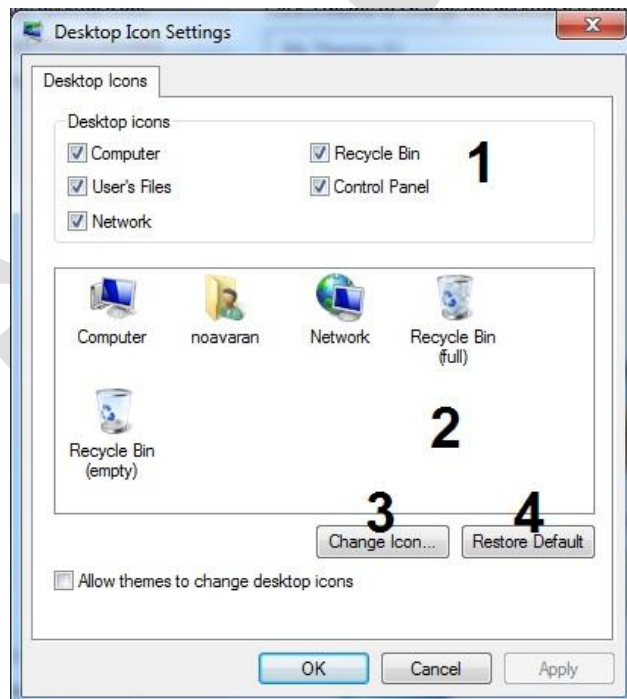 Desktop Icon Settings
Desktop Icons
Desktop icons
Computer
Recycle Bin
1
User's Files
Control Panel
Network
Computer
noavaran
Network
Recycle Bin
(full)
Recycle Bin
(empty)
2
3
4
Change Icon...
Restore Default
Allow themes to change desktop icons
OK
Cancel
Apply